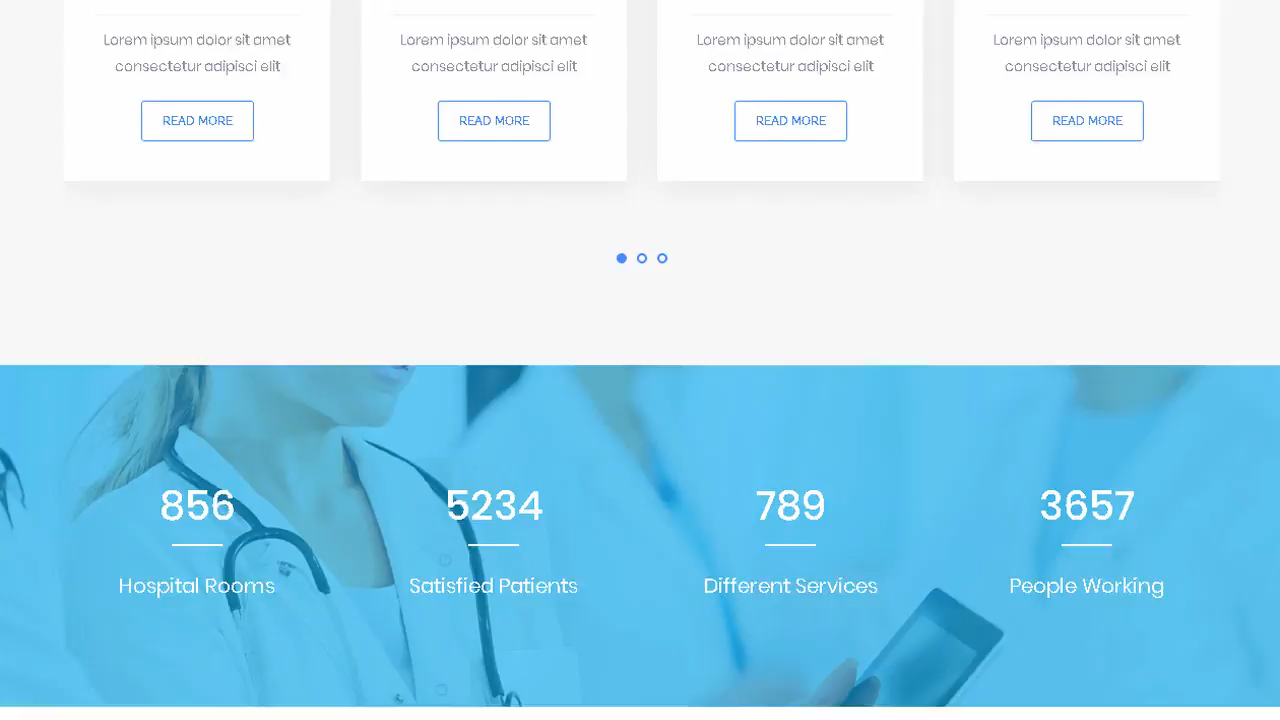 Lorem ipsum dolor sit amet
consectetur adipisci elit
READ MORE
Lorem ipsum dolor sit amet
consectetur adipisci elit
READ MORE
Lorem ipsum dolor sit amet
consectetur adipisci elit
READ MORE
Lorem ipsum dolor sit amet
consectetur adipisci elit
READ MORE
856
Hospital Rooms
5234
Satisfied Patients
789
Different Services
3657
People Working